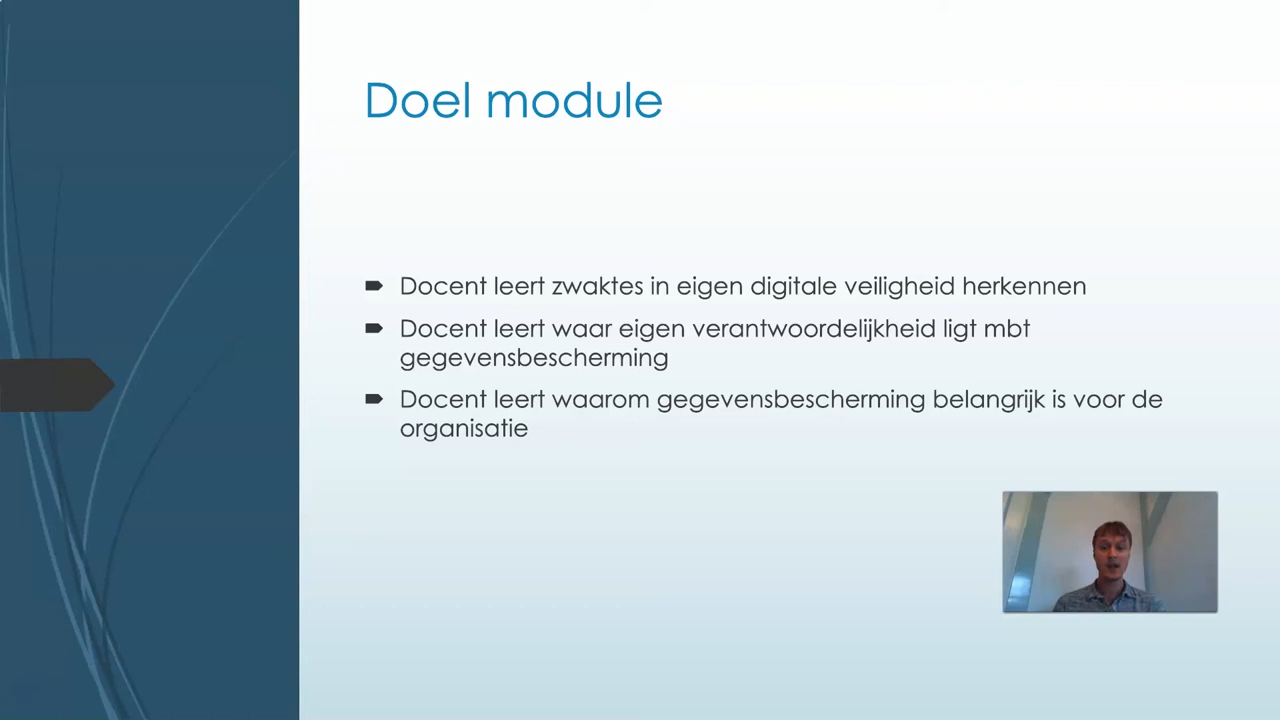 Doel module
Docent leert zwaktes in eigen digitale veiligheid herkennen
Docent leert waar eigen verantwoordelijkheid ligt mbt
gegevensbescherming
Docent leert waarom gegevensbescherming belangrijk is voor de
organisatie